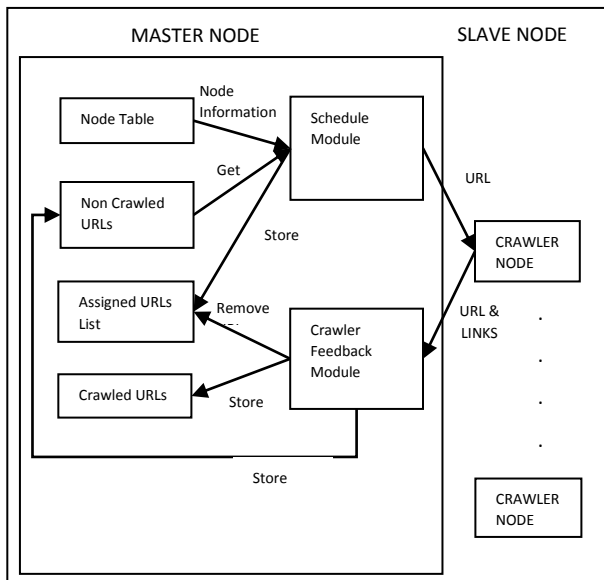 MASTER NODE
SLAVE NODE
Node
Information
Node Table
Schedule
Module
Get
URL
Non Crawled
URLs
Store
CRAWLER
NODE
Assigned URLs
List
Remove
Crawler
Feedback
Module
URL &
LINKS
Crawled URLs
Store
Store
CRAWLER
NODE